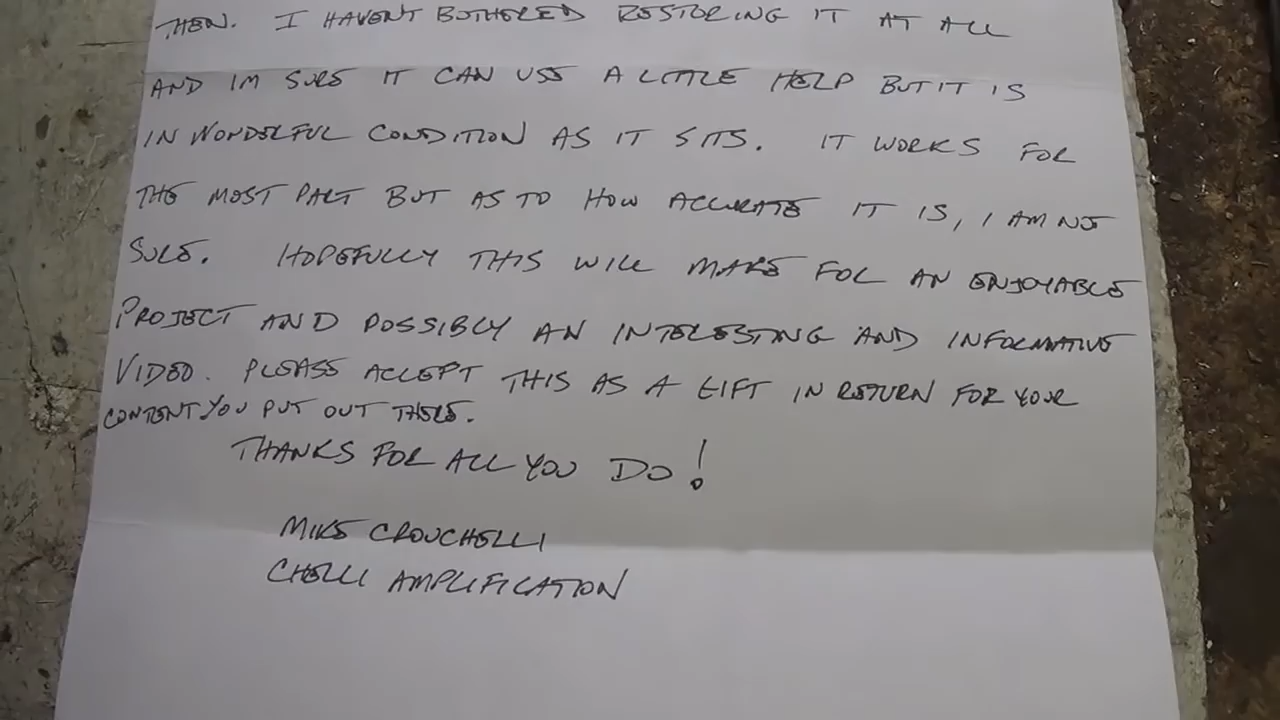 THEN. I HAVEN'T BOTHERED RESTORING IT AT ALL
AND IM SURE IT CAN USE A LITTLE HELP BUT IT IS
IN WONDERFUL CONDITION AS IT SITS. IT WORKS FOR
THE MOST PART BUT AS TO HOW ACCURATE IT IS, I AM NOT
SURE. HOPEFULLY THIS WILL MAKE FOR AN ENJOYABLE
PROJECT AND POSSIBLY AN INTERESTING AND INFORMATIVE
VIDEO. PLEASE ACCEPT THIS AS A GIFT IN RETURN FOR YOUR
CONTENT YOU PUT OUT THERE.
THANKS FOR ALL YOU DO!
MIKE CROUCHELLI
CHELLI AMPLIFICATION